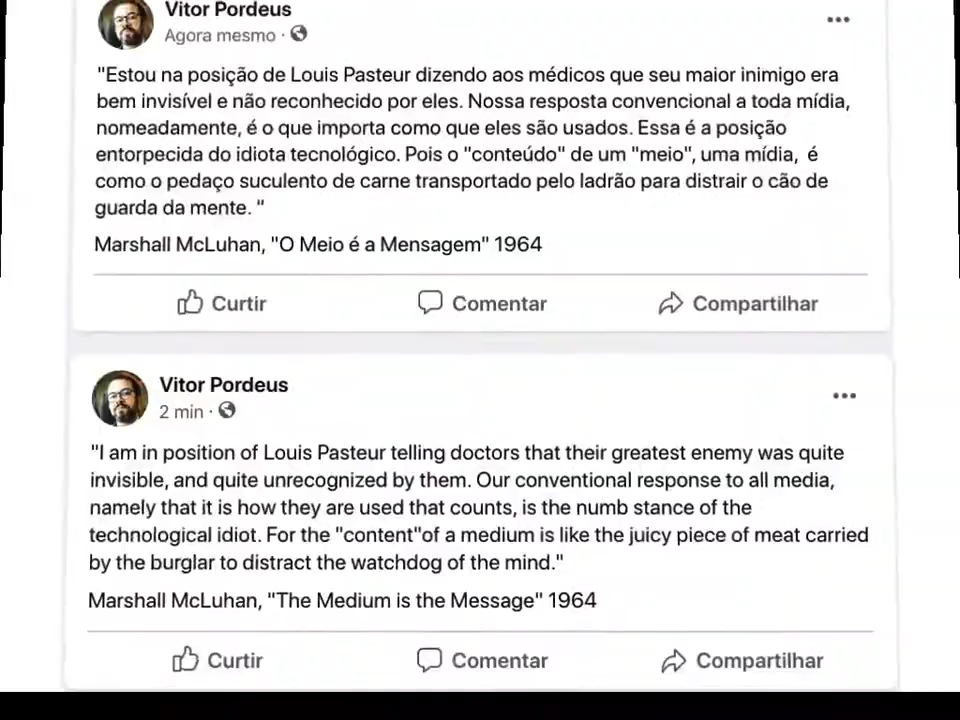 Vitor Pordeus
Agora mesmo ·
"Estou na posição de Louis Pasteur dizendo aos médicos que seu maior inimigo era
bem invisível e não reconhecido por eles. Nossa resposta convencional a toda mídia,
nomeadamente, é o que importa como que eles são usados. Essa é a posição
entorpecida do idiota tecnológico. Pois o "conteúdo" de um "meio", uma mídia, é
como o pedaço suculento de carne transportado pelo ladrão para distrair o cão de
guarda da mente. "
Marshall McLuhan, "O Meio é a Mensagem" 1964
Curtir Comentar Compartilhar
Vitor Pordeus
2 min ·
"I am in position of Louis Pasteur telling doctors that their greatest enemy was quite
invisible, and quite unrecognized by them. Our conventional response to all media,
namely that it is how they are used that counts, is the numb stance of the
technological idiot. For the "content"of a medium is like the juicy piece of meat carried
by the burglar to distract the watchdog of the mind."
Marshall McLuhan, "The Medium is the Message" 1964
Curtir Comentar Compartilhar